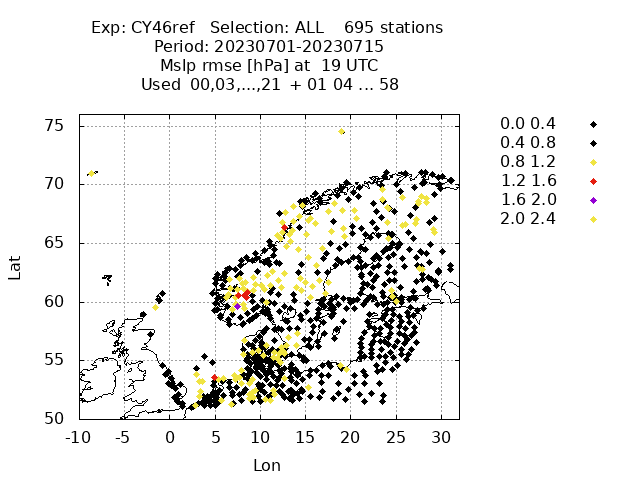 Exp: CY46ref   Selection: ALL    695 stations
Period: 20230701-20230715
Mslp rmse [hPa] at  19 UTC
Used  00,03,...,21  + 01 04 ... 58
0.0 0.4
0.4 0.8
0.8 1.2
1.2 1.6
1.6 2.0
2.0 2.4
75
70
65
60
55
50
Lat
-10 -5 0 5 10 15 20 25 30
Lon